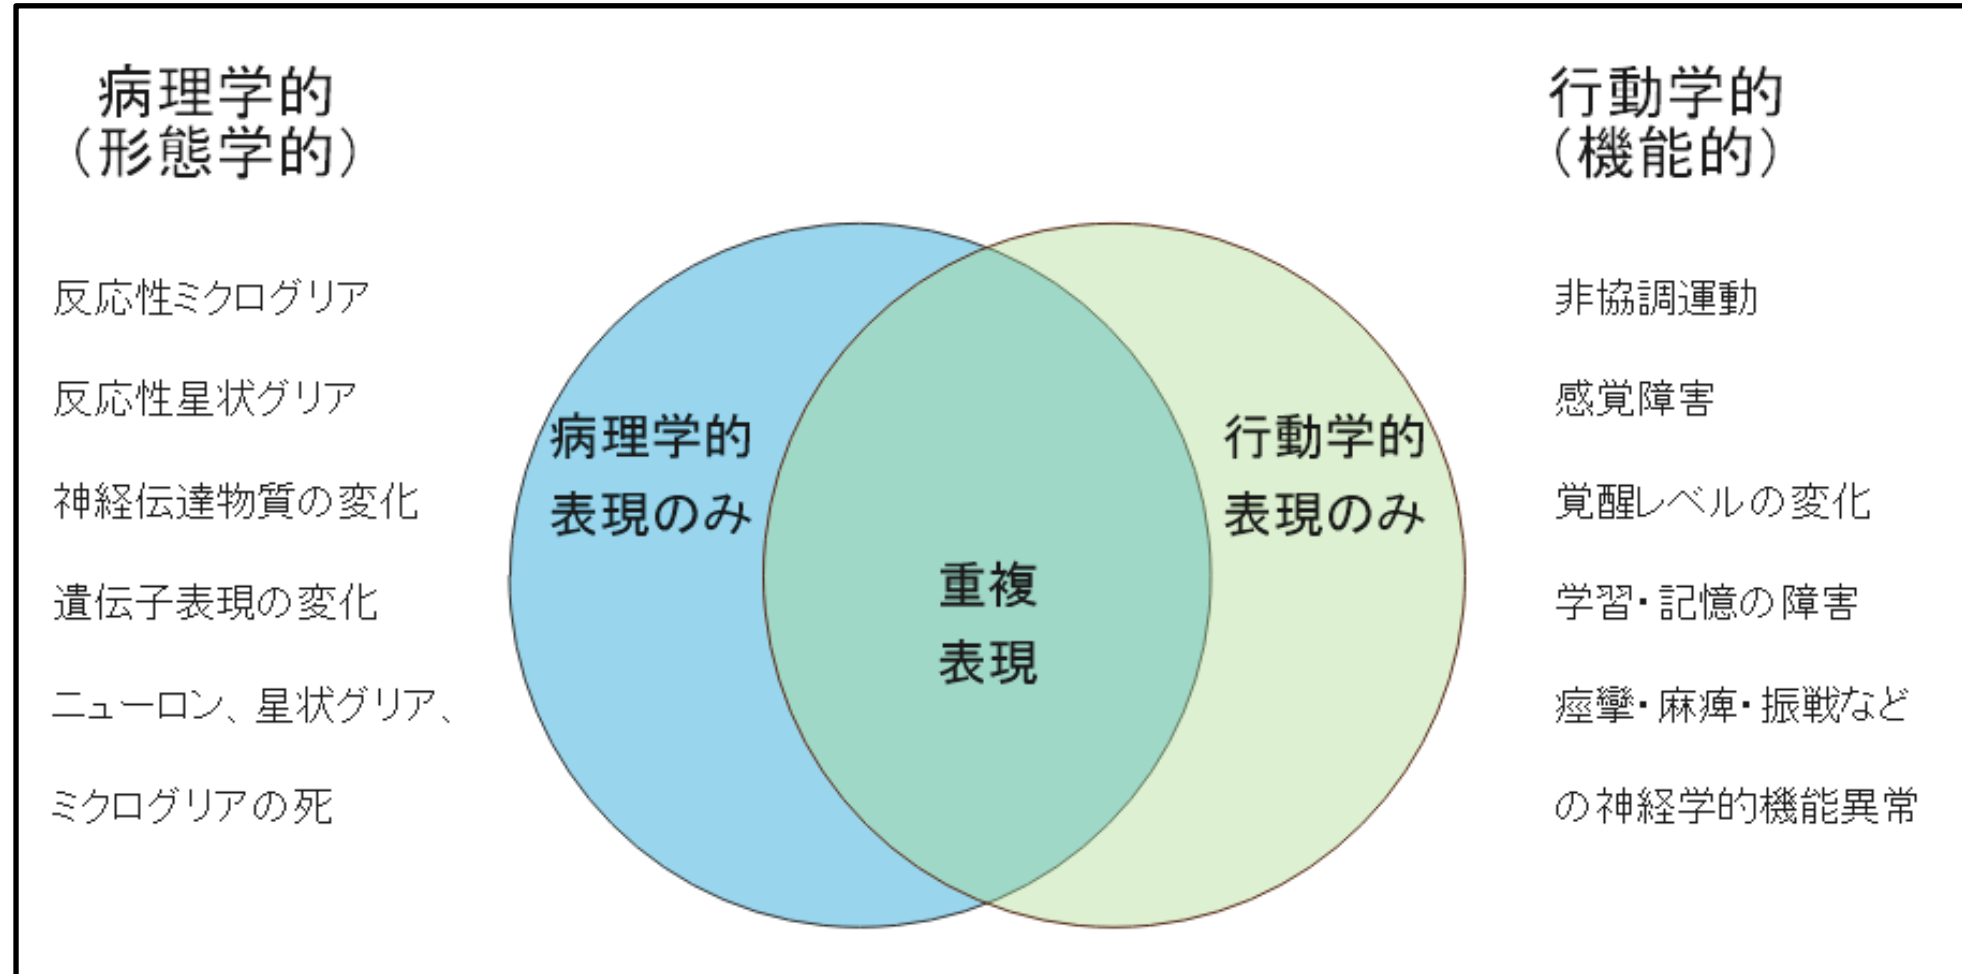 病理学的
（形態学的）
反応性ミクログリア
反応性星状グリア
神経伝達物質の変化
遺伝子表現の変化
ニューロン、星状グリア、
ミクログリアの死
病理学的
表現のみ
重複
表現
行動学的
表現のみ
行動学的
（機能的）
非協調運動
感覚障害
覚醒レベルの変化
学習・記憶の障害
痙攣・麻痺・振戦など
の神経学的機能異常